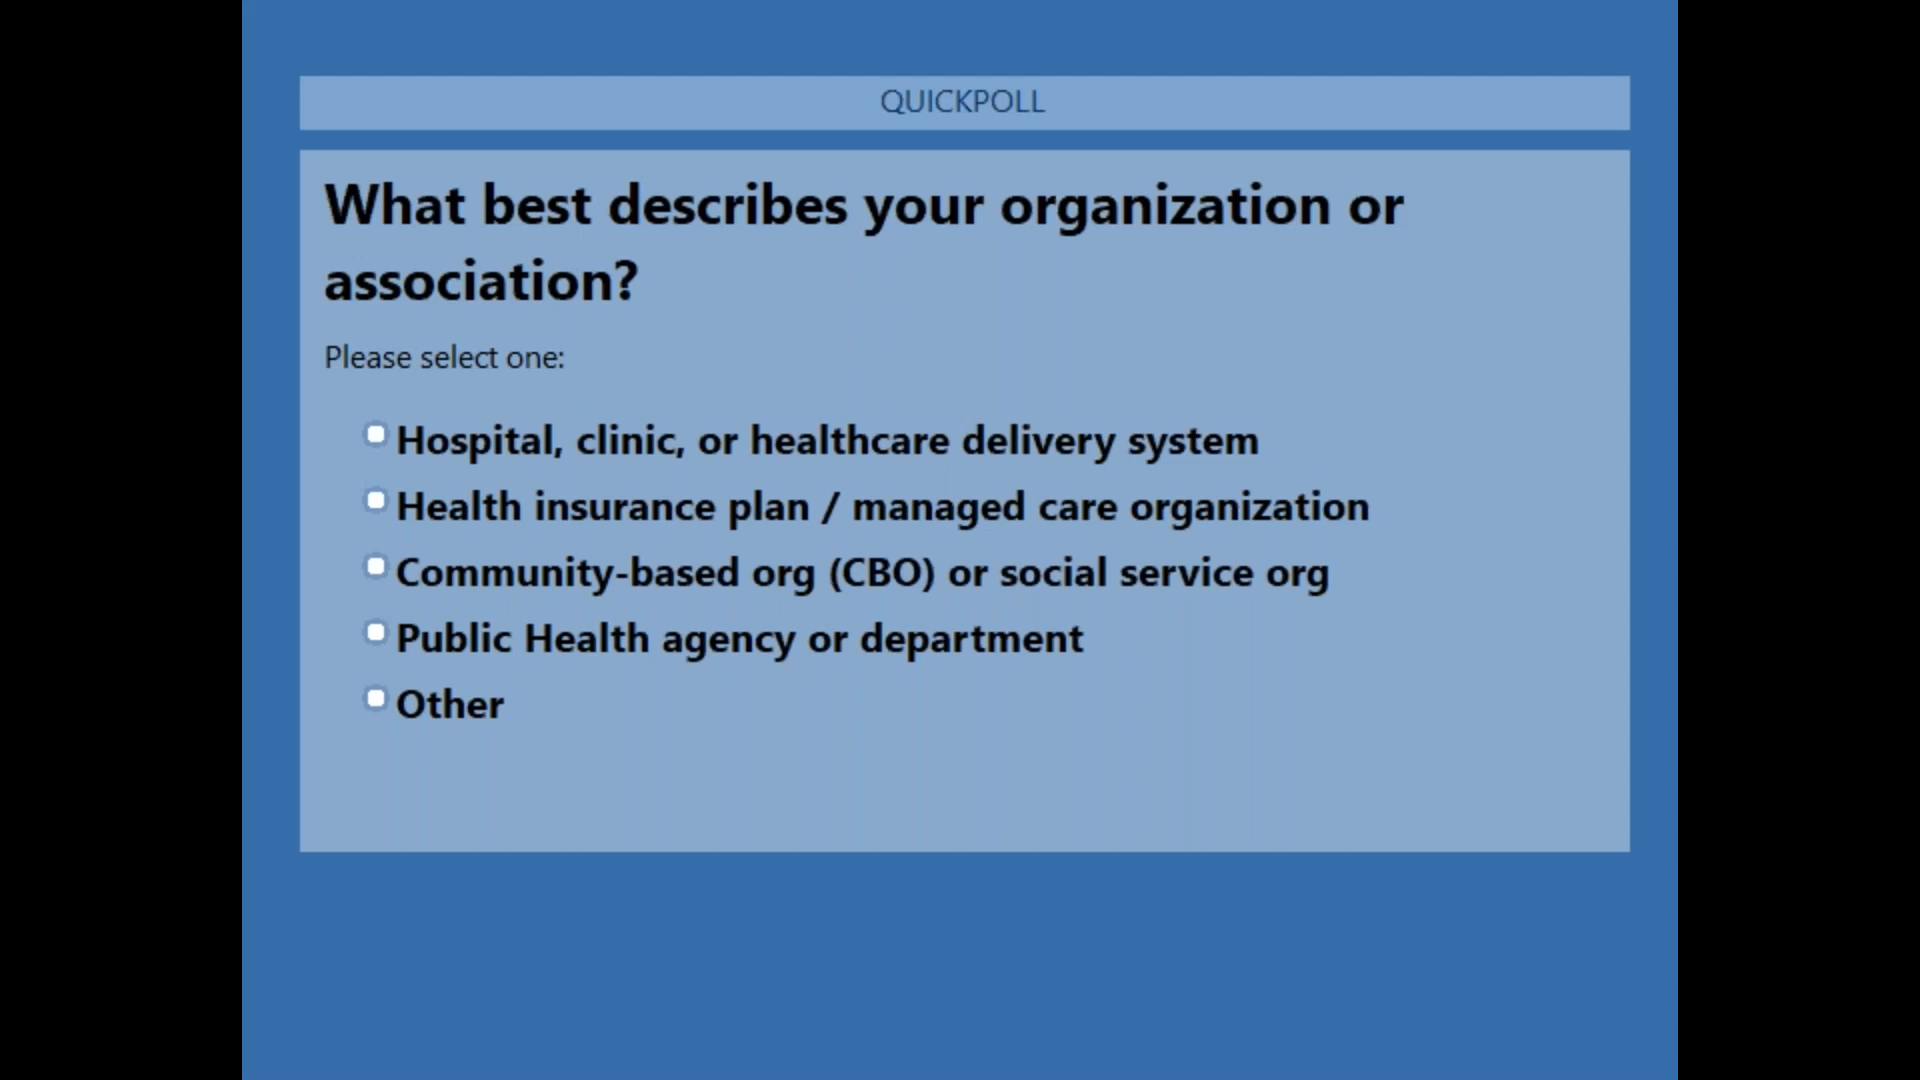 QUICKPOLL
What best describes your organization or
association?
Please select one:
Hospital, clinic, or healthcare delivery system
Health insurance plan / managed care organization
Community-based org (CBO) or social service org
Public Health agency or department
Other